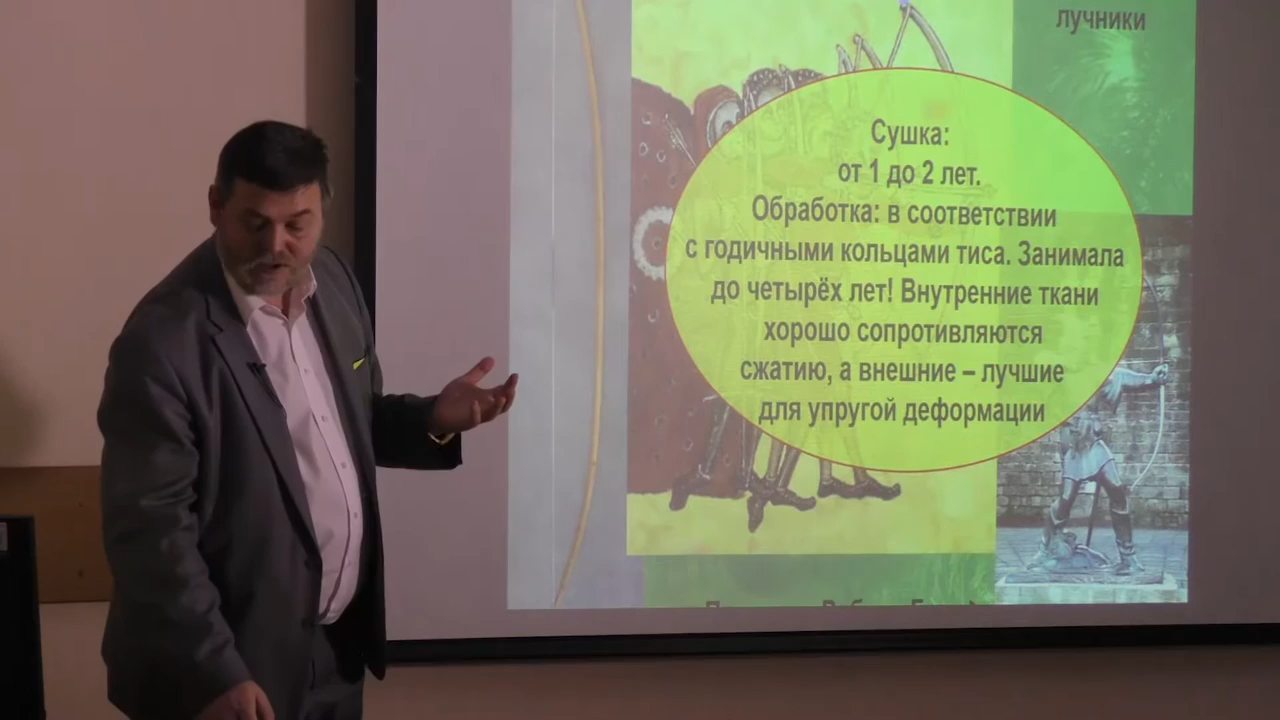 лучники
Сушка:
от 1 до 2 лет.
Обработка: в соответствии
с годичными кольцами тиса. Занимала
до четырёх лет! Внутренние ткани
хорошо сопротивляются
сжатию, а внешние – лучшие
для упругой деформации